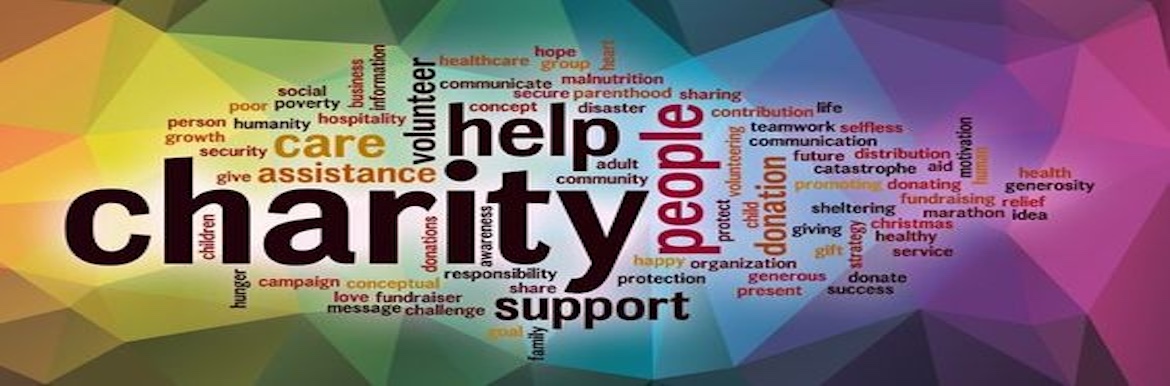 healthcare
hope
group
heart
business
information
volunteer
communicate
malnutrition
social
secure
parenthood
sharing
poor
poverty
concept
disaster
contribution
life
person
humanity
hospitality
help
people
teamwork
selfless
growth
communication
motivation
security
care
adult
volunteering
future
distribution
human
give
assistance
community
catastrophe
aid
health
charity
promoting
donating
generosity
children
donations
awareness
protect
child
donation
fundraising
relief
sheltering
marathon
idea
giving
strategy
christmas
healthy
happy
organization
gift
service
hunger
campaign
conceptual
responsibility
protection
generous
donate
share
present
success
love
fundraiser
message
challenge
support
goal
family